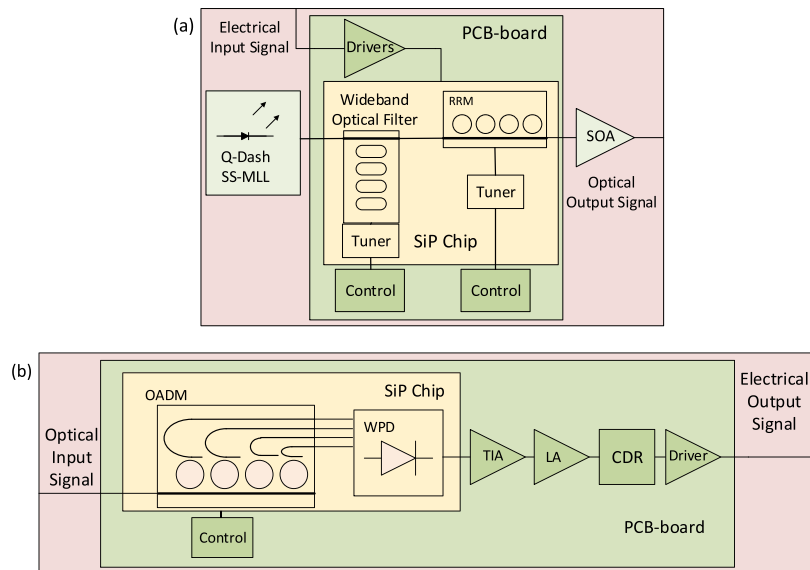 (a)
Electrical
Input Signal
Drivers
PCB-board
Wideband
Optical Filter
RRM
Q-Dash
SS-MLL
SOA
Tuner
Optical
Output Signal
Tuner
SiP Chip
Control
Control
(b)
SiP Chip
OADM
Electrical
Output
Signal
WPD
Optical
Input
Signal
TIA
LA
CDR
Driver
Control
PCB-board